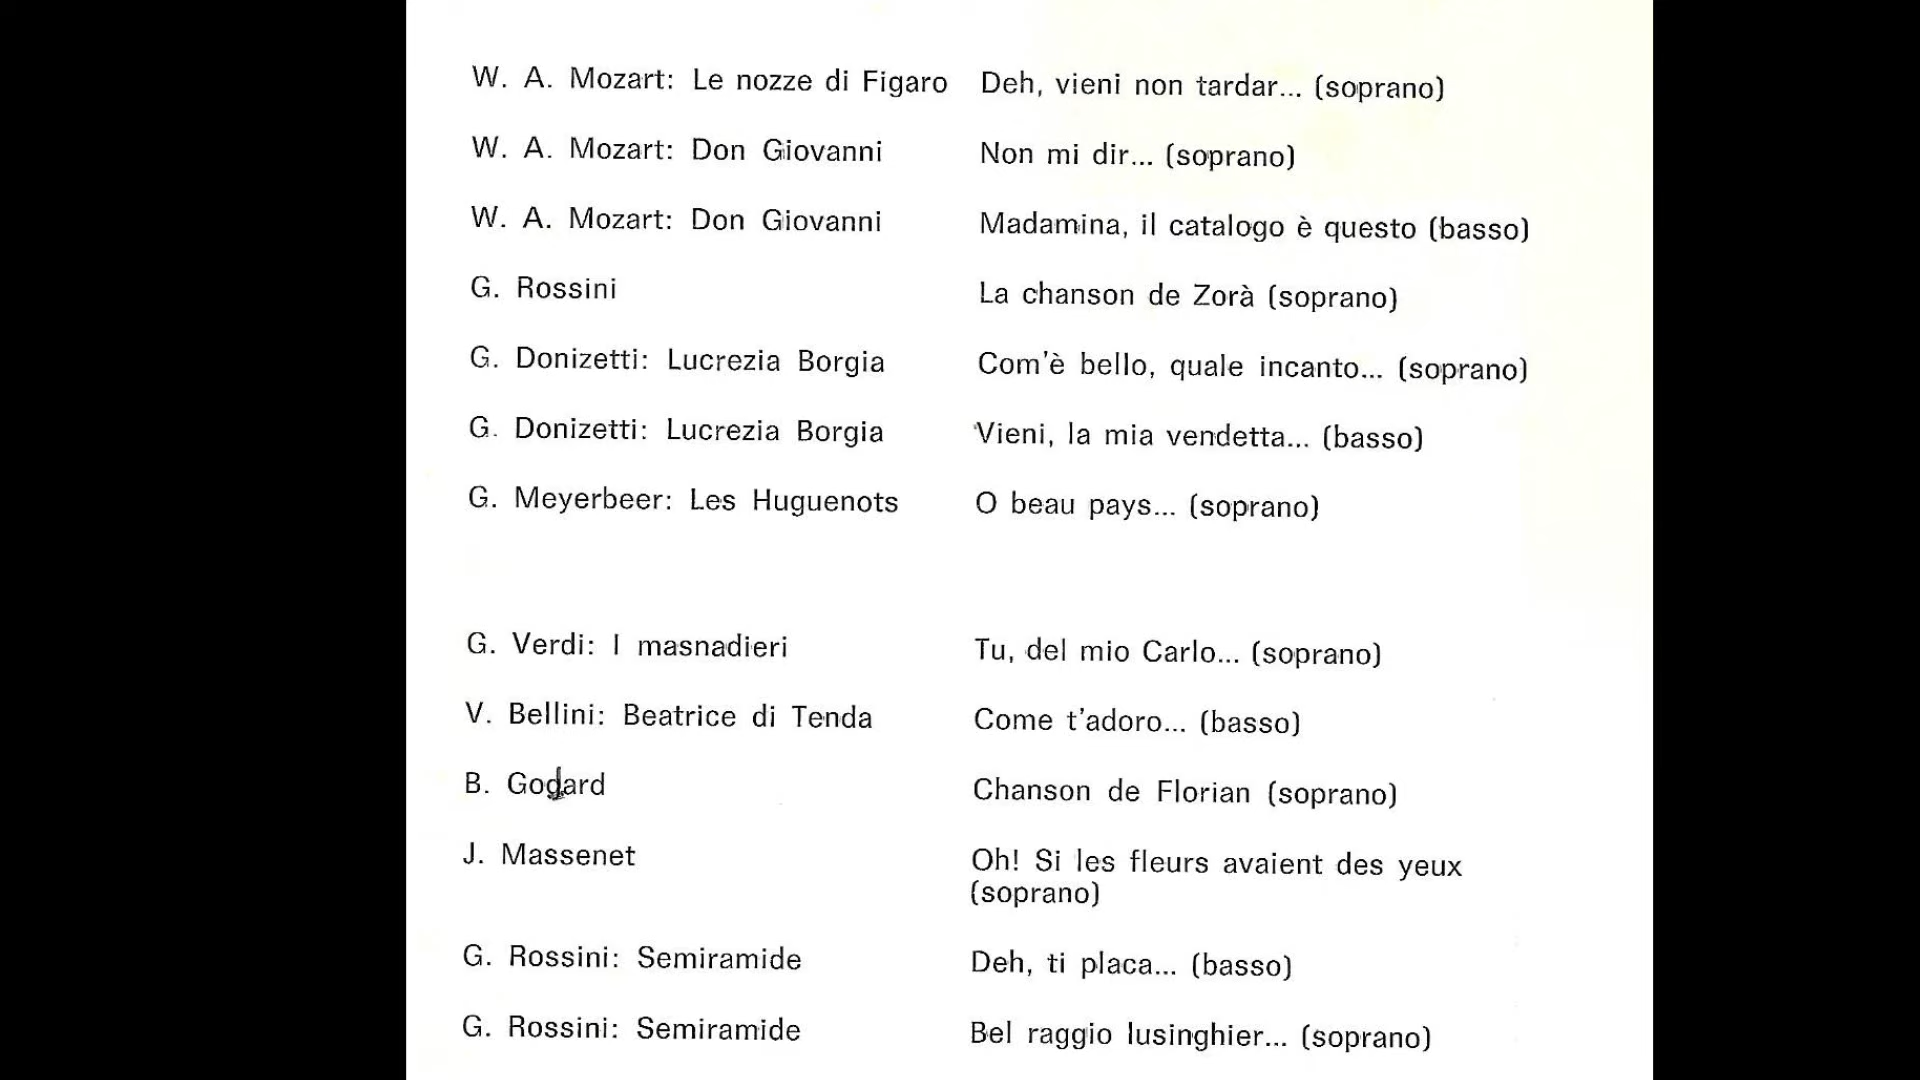 W. A. Mozart: Le nozze di Figaro Deh, vieni non tardar... (soprano)
W. A. Mozart: Don Giovanni Non mi dir... (soprano)
W. A. Mozart: Don Giovanni Madamina, il catalogo è questo (basso)
G. Rossini La chanson de Zorà (soprano)
G. Donizetti: Lucrezia Borgia Com'è bello, quale incanto... (soprano)
G. Donizetti: Lucrezia Borgia Vieni, la mia vendetta... (basso)
G. Meyerbeer: Les Huguenots O beau pays... (soprano)
G. Verdi: I masnadieri Tu, del mio Carlo... (soprano)
V. Bellini: Beatrice di Tenda Come t'adoro... (basso)
B. Godard Chanson de Florian (soprano)
J. Massenet Oh! Si les fleurs avaient des yeux
(soprano)
G. Rossini: Semiramide Deh, ti placa... (basso)
G. Rossini: Semiramide Bel raggio lusinghier... (soprano)